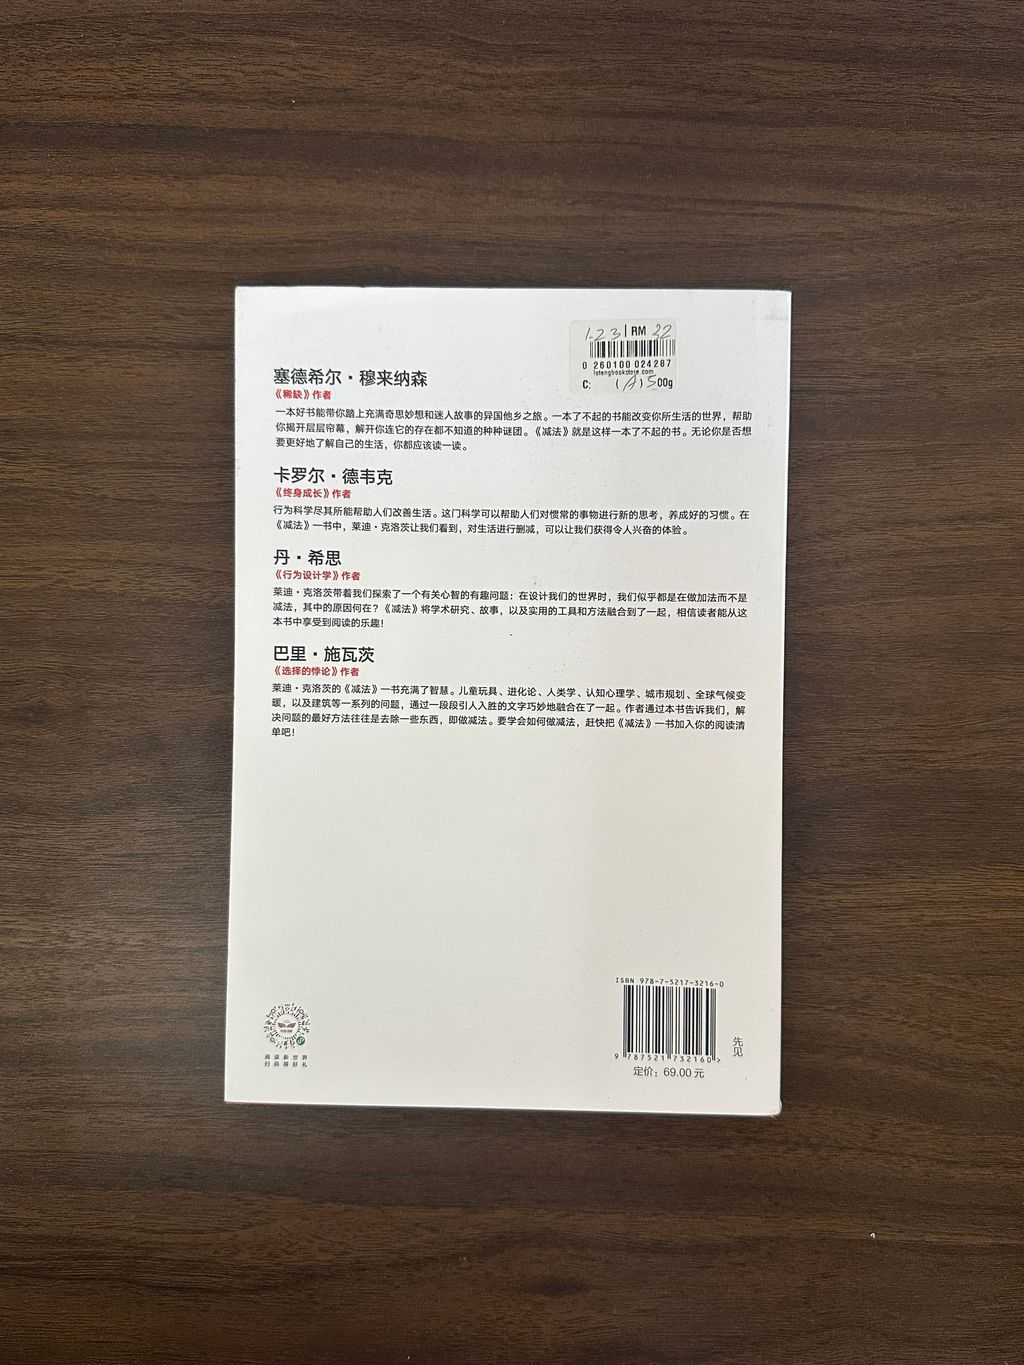 1-23 | RM 32
0 260100 024287
latengbookstore.com
C: 00g
塞德希尔·穆来纳森
《稀缺》作者
一本好书能带你踏上充满奇思妙想和迷人故事的异国他乡之旅。一本了不起的书能改变你所生活的世界，帮助
你揭开层层帘幕，解开你连它的存在都不知道的种种谜团。《减法》就是这样一本了不起的书。无论你是否想
要更好地了解自己的生活，你都应该读一读。
卡罗尔·德韦克
《终身成长》作者
行为科学尽其所能帮助人们改善生活。这门科学可以帮助人们对惯常的事物进行新的思考，养成好的习惯。在
《减法》一书中，莱迪·克洛茨让我们看到，对生活进行删减，可以让我们获得令人兴奋的体验。
丹·希思
《行为设计学》作者
莱迪·克洛茨带着我们探索了一个有关心智的有趣问题：在设计我们的世界时，我们似乎都是在做加法而不是
减法，其中的原因何在？《减法》将学术研究、故事，以及实用的工具和方法融合到了一起，相信读者能从这
本书中享受到阅读的乐趣！
巴里·施瓦茨
《选择的悖论》作者
莱迪·克洛茨的《减法》一书充满了智慧。儿童玩具、进化论、人类学、认知心理学、城市规划、全球气候变
暖，以及建筑等一系列的问题，通过一段段引人入胜的文字巧妙地融合在了一起。作者通过本书告诉我们，解
决问题的最好方法往往是去除一些东西，即做减法。要学会如何做减法，赶快把《减法》一书加入你的阅读清
单吧！
ISBN 978-7-5217-3216-0
9 787521 732160 >
定价：69.00元
先见
阅读新世界
扫码得好礼